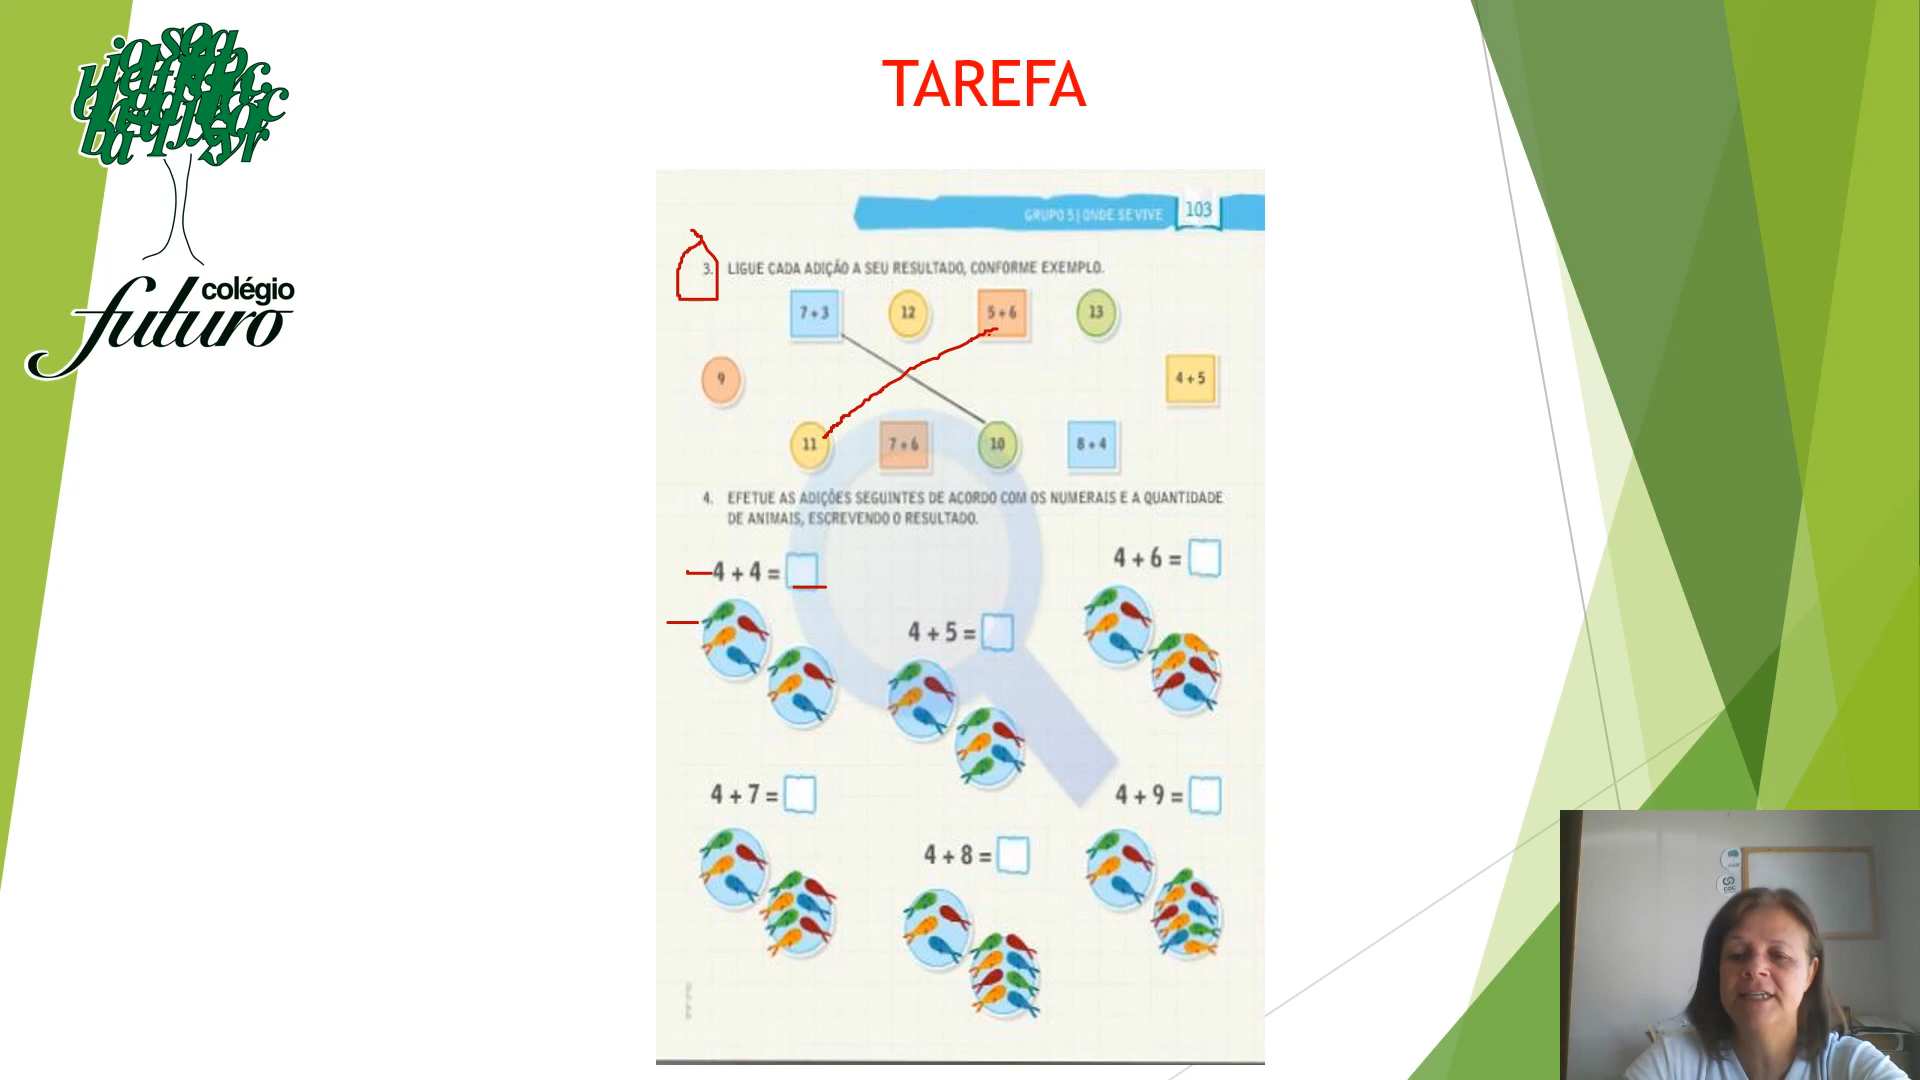 TAREFA
colégio
futuro
GRUPO 5 | ONDE SE VIVE 103
3. LIGUE CADA ADIÇÃO A SEU RESULTADO, CONFORME EXEMPLO.
7 + 3 12 5 + 6 13
9 4 + 5
11 7 + 6 10 8 + 4
4. EFETUE AS ADIÇÕES SEGUINTES DE ACORDO COM OS NUMERAIS E A QUANTIDADE
DE ANIMAIS, ESCREVENDO O RESULTADO.
4 + 4 =
4 + 6 =
4 + 5 =
4 + 7 =
4 + 9 =
4 + 8 =